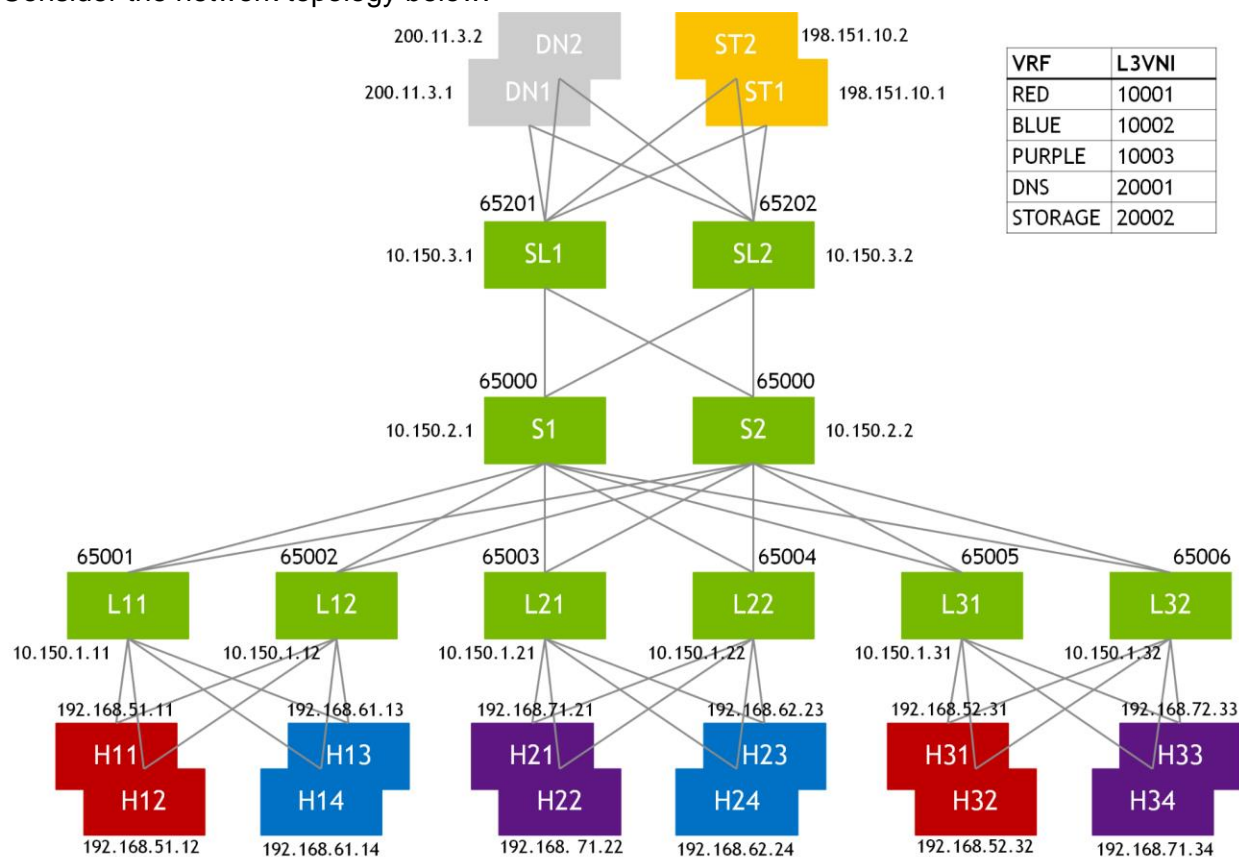 200.11.3.2 DN2 ST2 198.151.10.2
200.11.3.1 DN1 ST1 198.151.10.1
VRF L3VNI
RED 10001
BLUE 10002
PURPLE 10003
DNS 20001
STORAGE 20002
65201 65202
10.150.3.1 SL1 SL2 10.150.3.2
65000 65000
10.150.2.1 S1 S2 10.150.2.2
65001 65002 65003 65004 65005 65006
L11 L12 L21 L22 L31 L32
10.150.1.11 10.150.1.12 10.150.1.21 10.150.1.22 10.150.1.31 10.150.1.32
192.168.51.11 192.168.61.13 192.168.71.21 192.168.62.23 192.168.52.31 192.168.72.33
H11 H13 H21 H23 H31 H33
H12 H14 H22 H24 H32 H34
192.168.51.12 192.168.61.14 192.168. 71.22 192.168.62.24 192.168.52.32 192.168.71.34